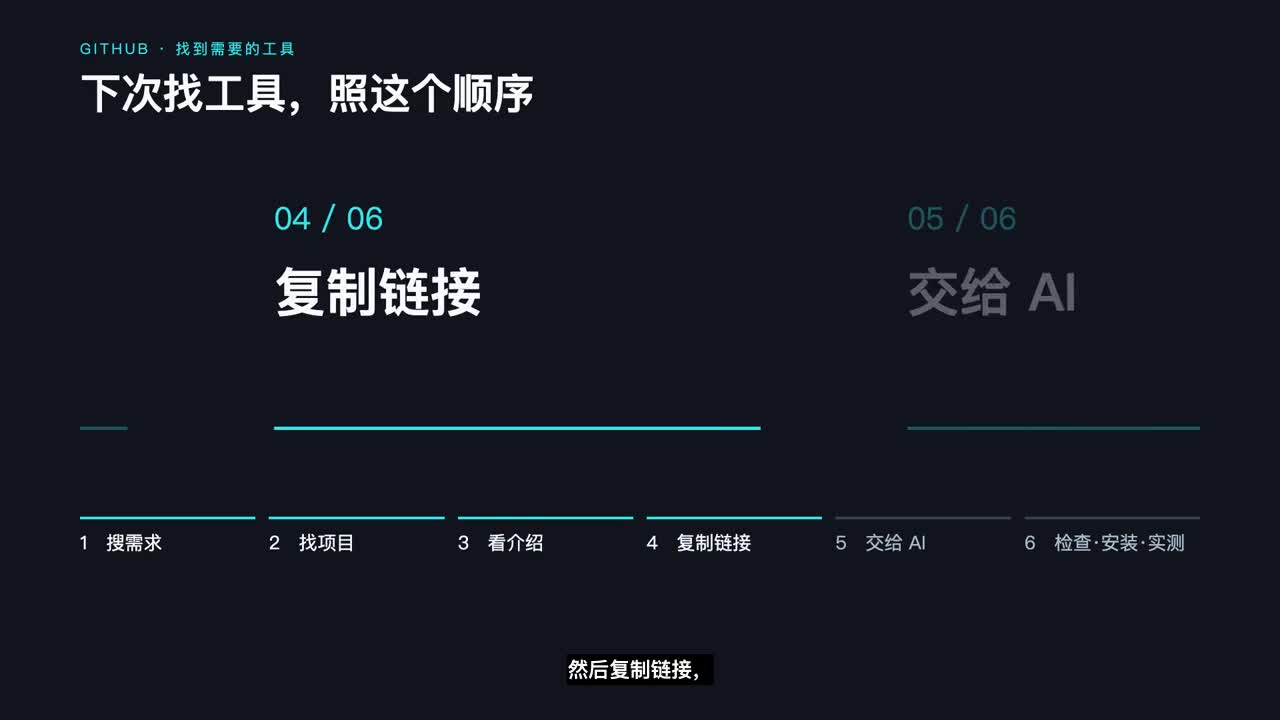 GITHUB · 找到需要的工具
下次找工具，照这个顺序
04 / 06
复制链接
05 / 06
交给 AI
1 搜需求
2 找项目
3 看介绍
4 复制链接
5 交给 AI
6 检查·安装·实测
然后复制链接，